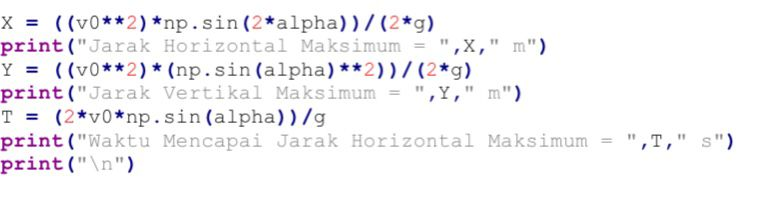 X = ((v0**2)*np.sin(2*alpha))/(2*g)
print("Jarak Horizontal Maksimum = ",X," m")
Y = ((v0**2)*(np.sin(alpha)**2))/(2*g)
print("Jarak Vertikal Maksimum = ",Y," m")
T = (2*v0*np.sin(alpha))/g
print("Waktu Mencapai Jarak Horizontal Maksimum = ",T," s")
print("\n")